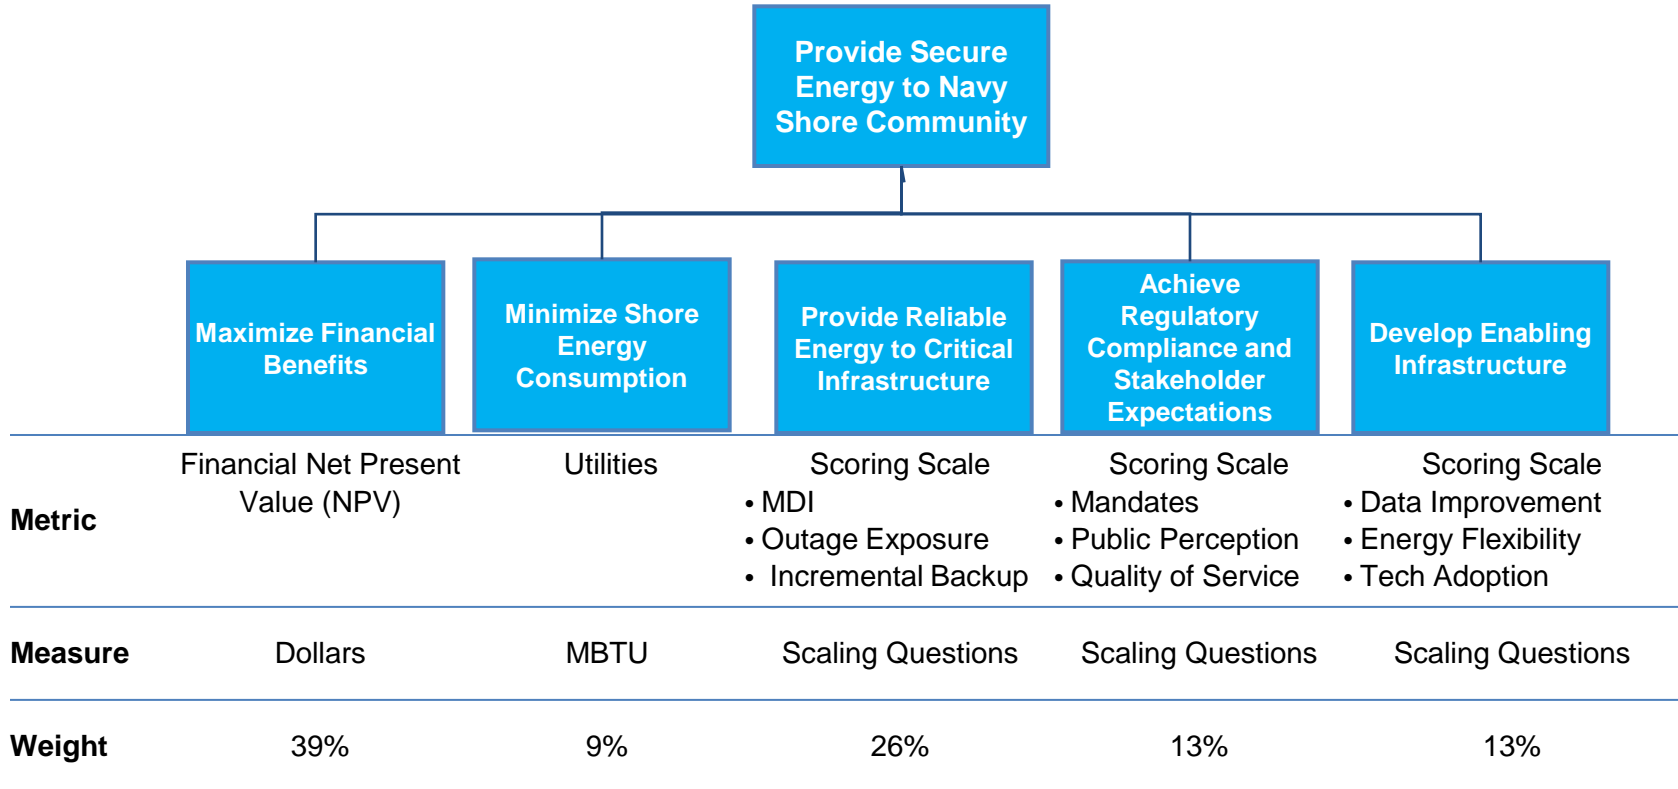 Provide Secure
Energy to Navy
Shore Community
Maximize Financial
Benefits
Minimize Shore
Energy
Consumption
Provide Reliable
Energy to Critical
Infrastructure
Achieve
Regulatory
Compliance and
Stakeholder
Expectations
Develop Enabling
Infrastructure
Metric
Financial Net Present
Value (NPV)
Utilities
Scoring Scale
• MDI
• Outage Exposure
• Incremental Backup
Scoring Scale
• Mandates
• Public Perception
• Quality of Service
Scoring Scale
• Data Improvement
• Energy Flexibility
• Tech Adoption
Measure
Dollars
MBTU
Scaling Questions
Scaling Questions
Scaling Questions
Weight
39%
9%
26%
13%
13%